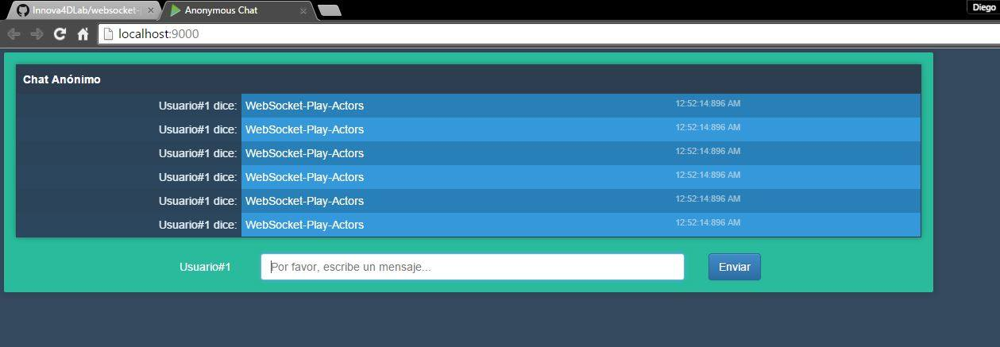 Innova4DLab/websocket-
Anonymous Chat
Diego
localhost:9000
Chat Anónimo
Usuario#1 dice: WebSocket-Play-Actors 12:52:14:896 AM
Usuario#1 dice: WebSocket-Play-Actors 12:52:14:896 AM
Usuario#1 dice: WebSocket-Play-Actors 12:52:14:896 AM
Usuario#1 dice: WebSocket-Play-Actors 12:52:14:896 AM
Usuario#1 dice: WebSocket-Play-Actors 12:52:14:896 AM
Usuario#1 dice: WebSocket-Play-Actors 12:52:14:896 AM
Usuario#1 Por favor, escribe un mensaje... Enviar